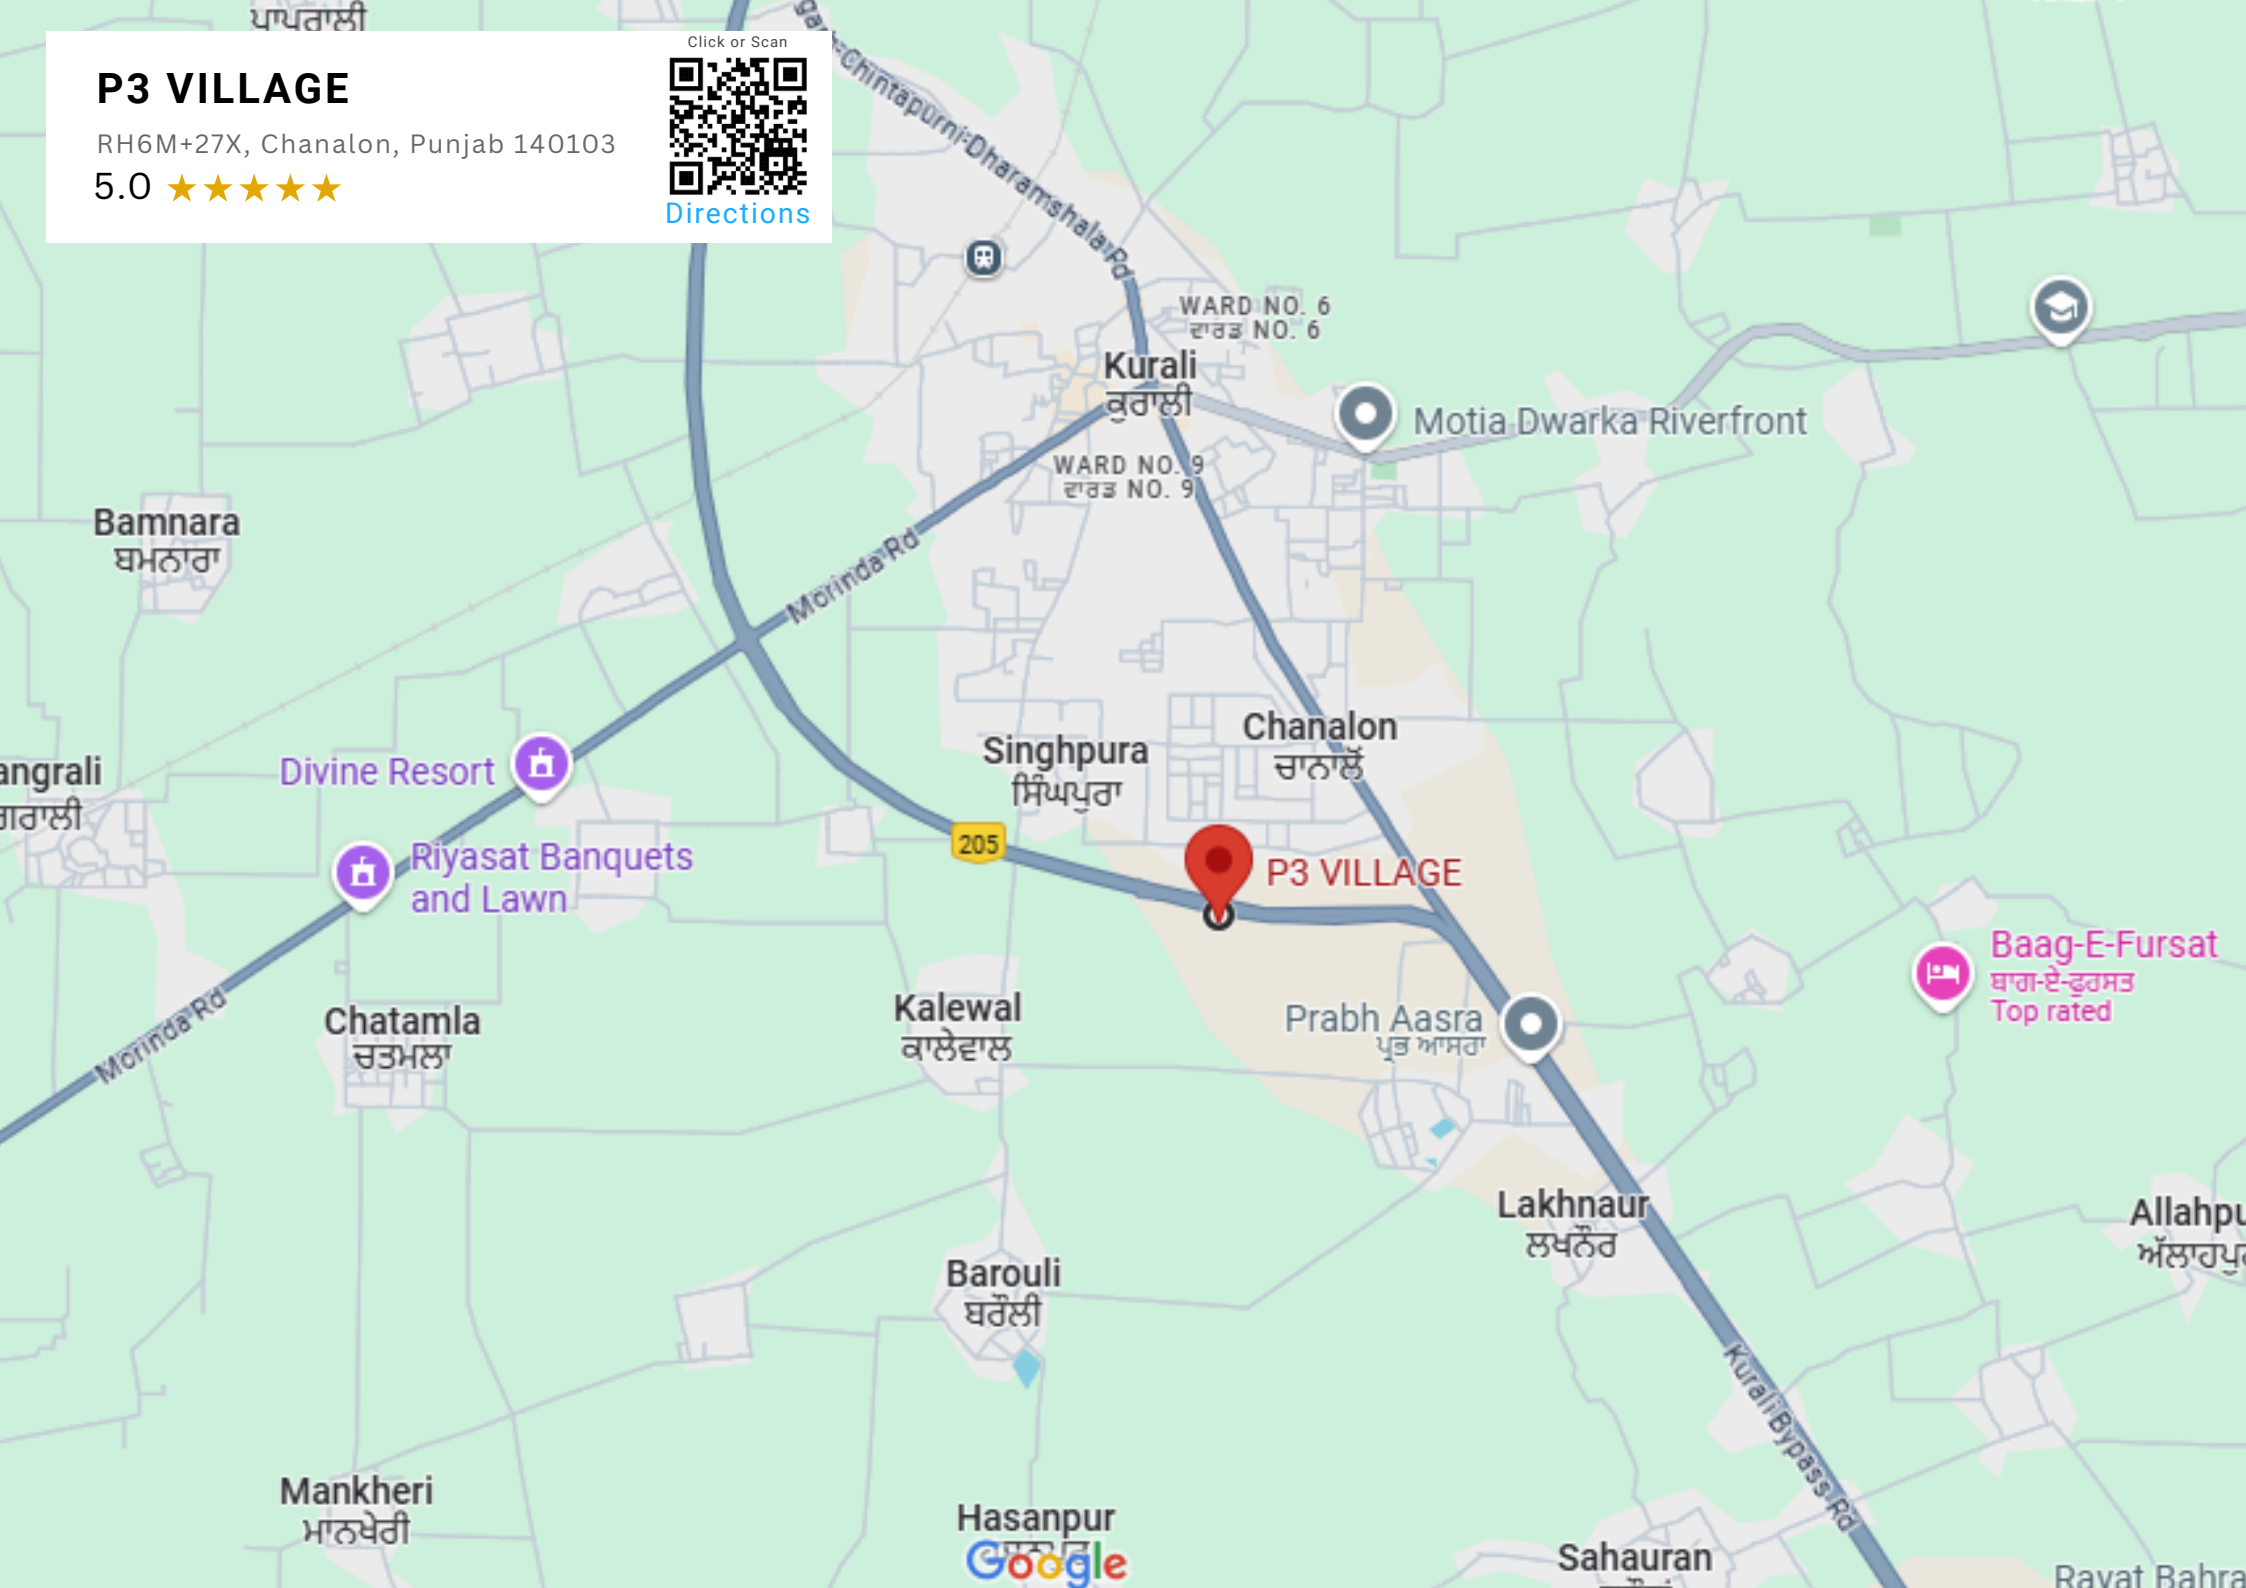 ਪਪਰਾਲੀ
Click or Scan
P3 VILLAGE
RH6M+27X, Chanalon, Punjab 140103
5.0 ★★★★★
Directions
garh-Chintapurni-Dharamshala Rd
WARD NO. 6
ਵਾਰਡ NO. 6
Kurali
ਕੁਰਾਲੀ
Motia Dwarka Riverfront
WARD NO. 9
ਵਾਰਡ NO. 9
Bamnara
ਬਮਨਾਰਾ
Morinda Rd
Chanalon
ਚਾਨਾਲੋਂ
Singhpura
ਸਿੰਘਪੁਰਾ
angrali
ਗਰਾਲੀ
Divine Resort
205
Riyasat Banquets
and Lawn
P3 VILLAGE
Baag-E-Fursat
ਬਾਗ-ਏ-ਫੁਰਸਤ
Top rated
Kalewal
ਕਾਲੇਵਾਲ
Prabh Aasra
ਪ੍ਰਭ ਆਸਰਾ
Chatamla
ਚਤਮਲਾ
Morinda Rd
Lakhnaur
ਲਖਨੌਰ
Allahpu
ਅੱਲਾਹਪੁ
Barouli
ਬਰੌਲੀ
Kurali Bypass Rd
Mankheri
ਮਾਨਖੇਰੀ
Hasanpur
Google
Sahauran
Rayat Bahra